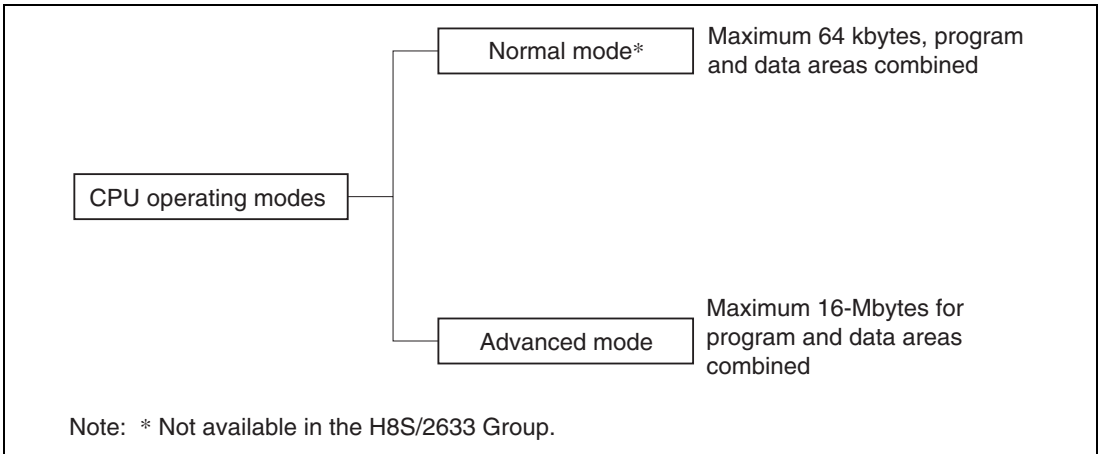 Normal mode*
Maximum 64 kbytes, program
and data areas combined
CPU operating modes
Advanced mode
Maximum 16-Mbytes for
program and data areas
combined
Note: * Not available in the H8S/2633 Group.